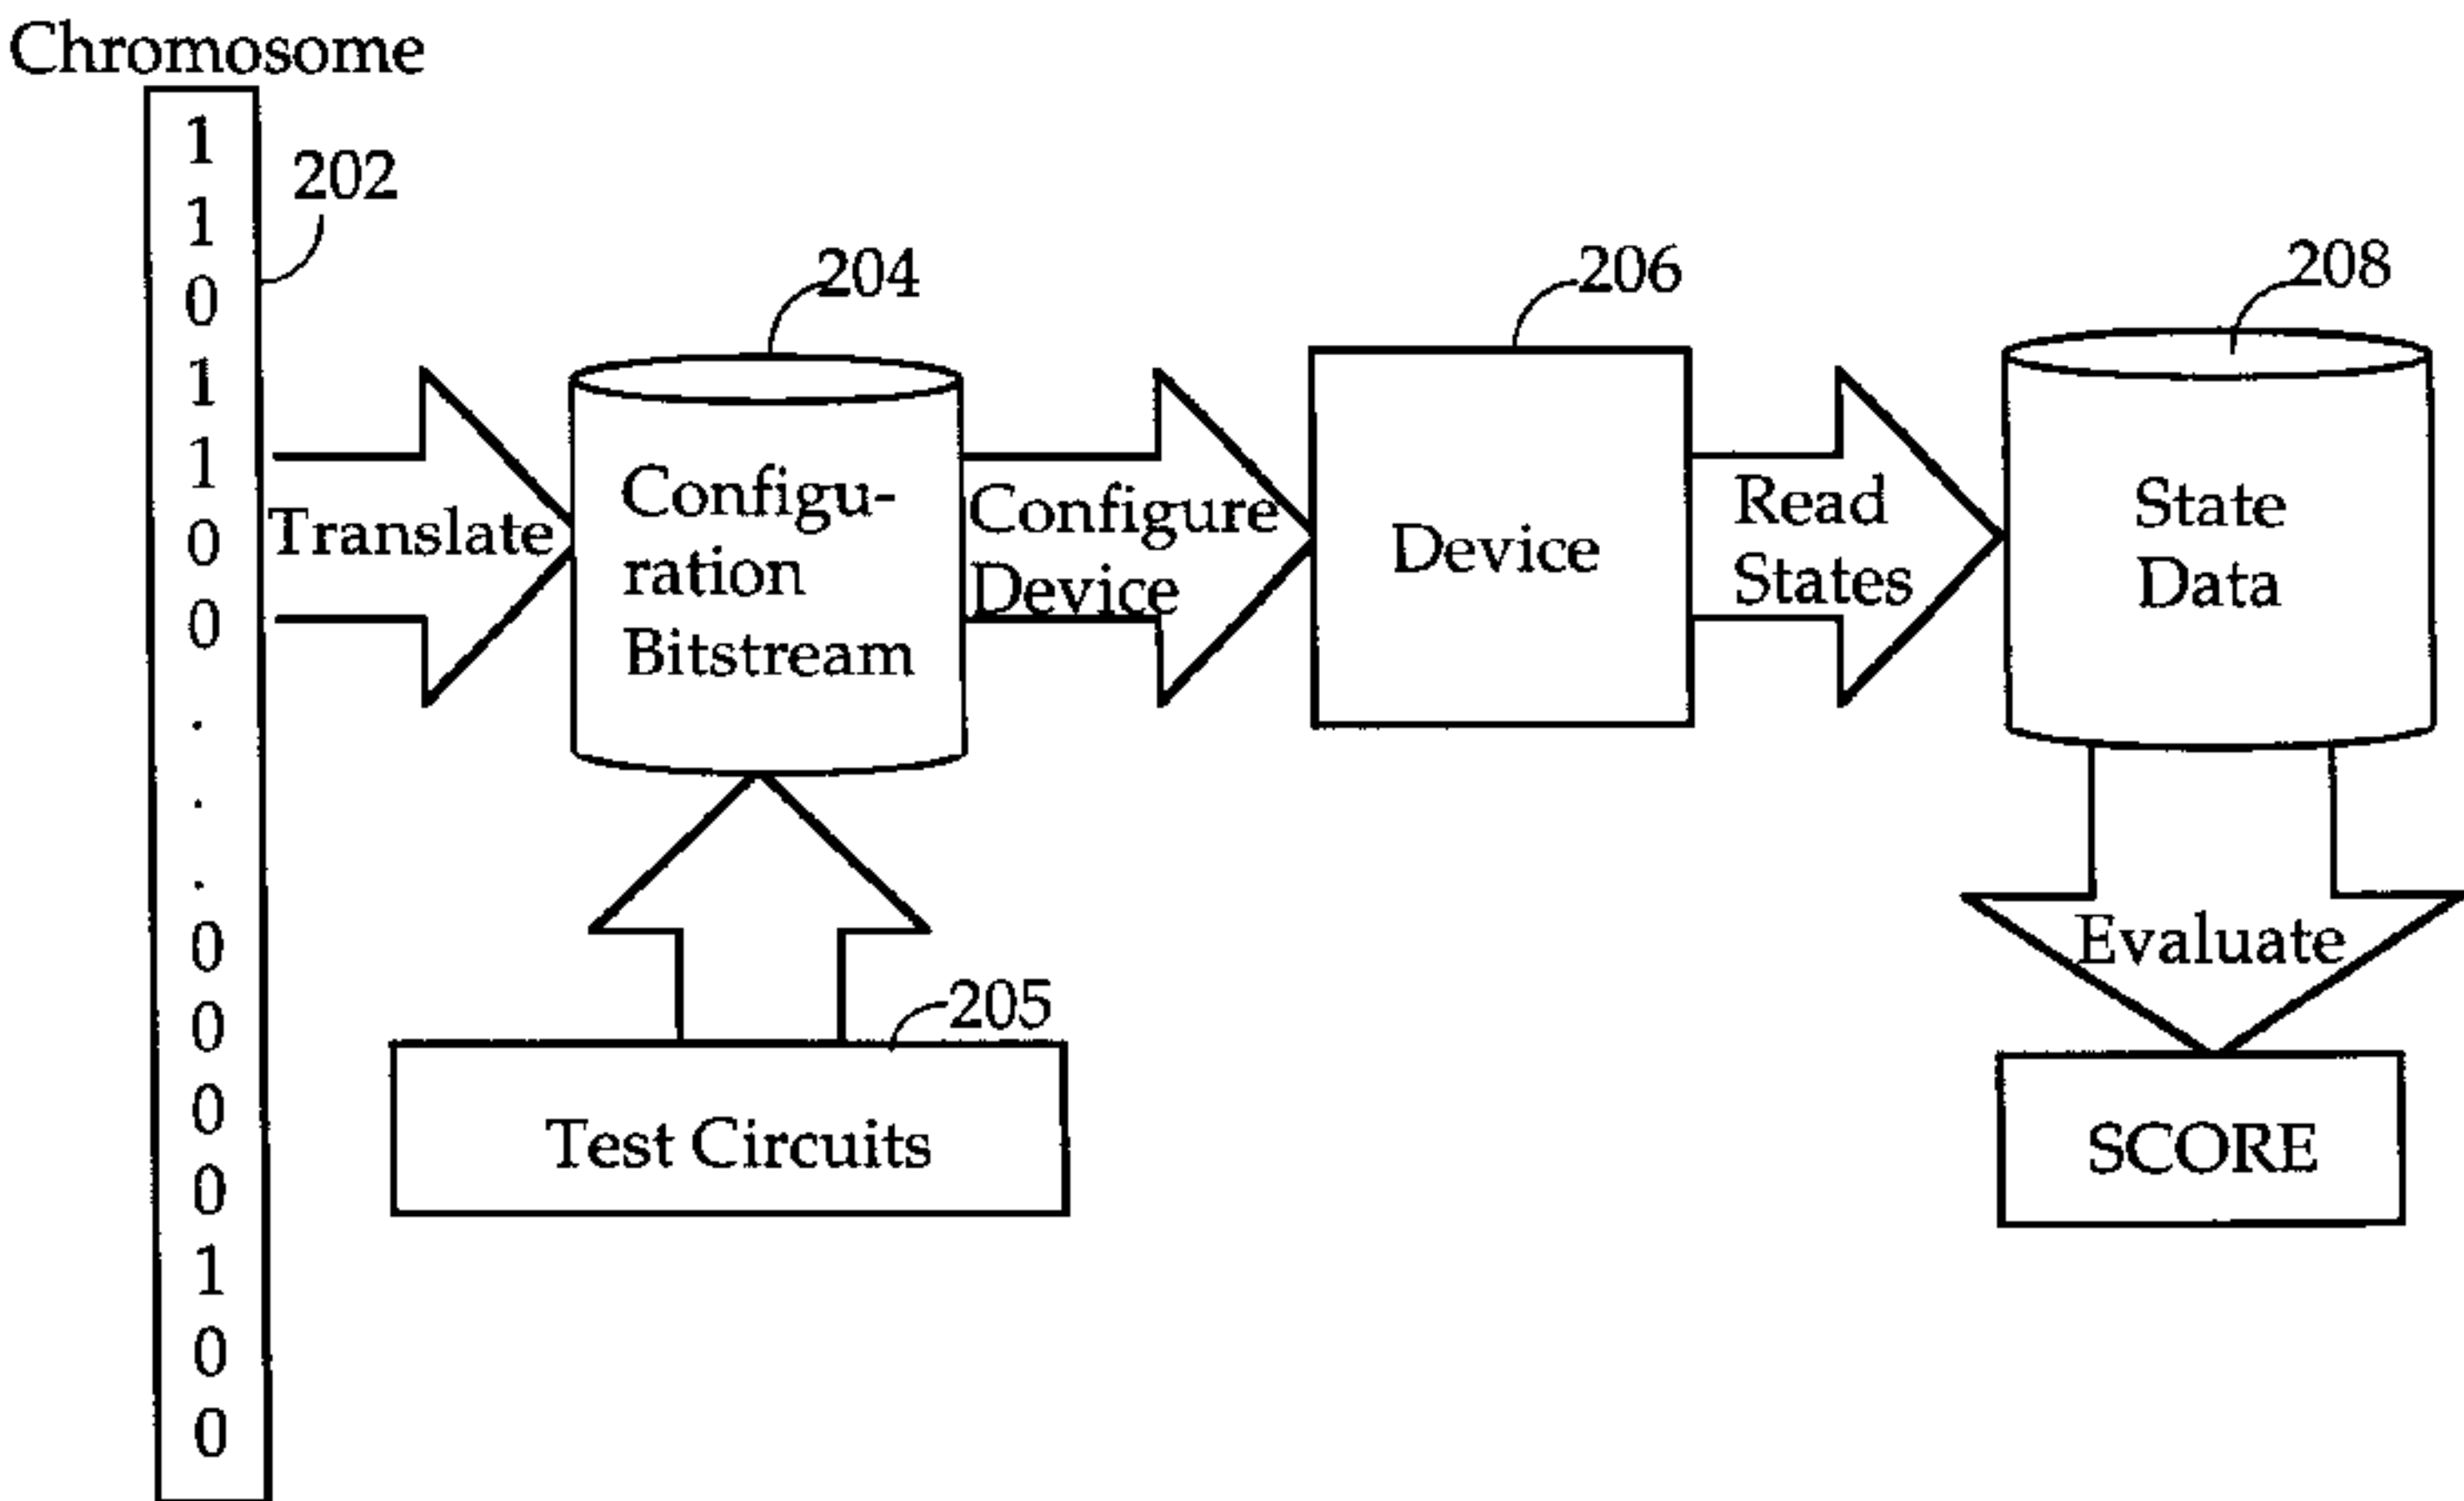 Chromosome
202
1
1
0
1
1
0
0
.
.
.
0
0
0
0
1
0
0
Translate
204
Configu-
ration
Bitstream
205
Test Circuits
Configure
Device
206
Device
Read
States
208
State
Data
Evaluate
SCORE